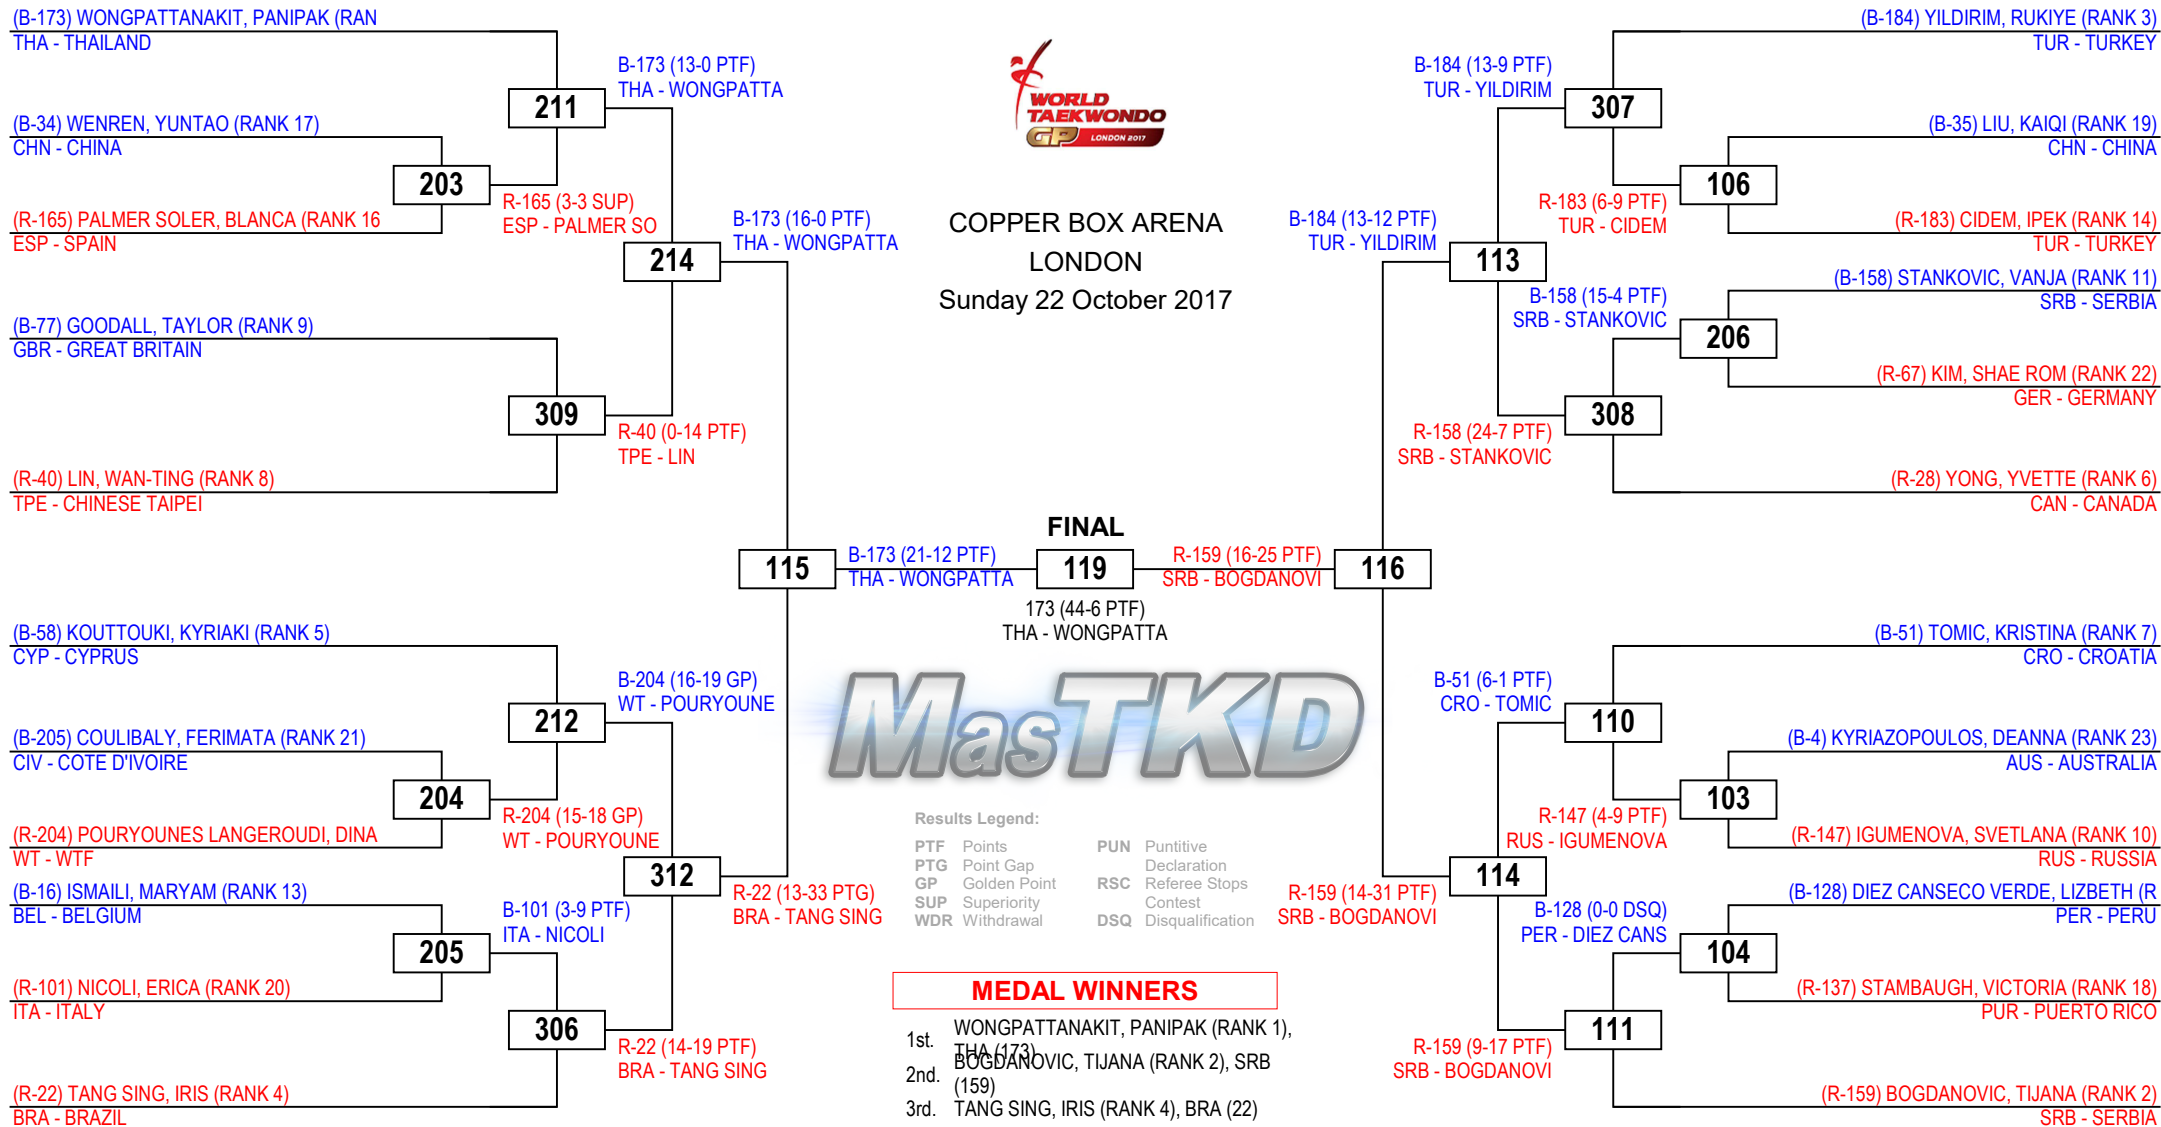 (B-173) WONGPATTANAKIT, PANIPAK (RAN
THA - THAILAND
(B-34) WENREN, YUNTAO (RANK 17)
CHN - CHINA
(R-165) PALMER SOLER, BLANCA (RANK 16
ESP - SPAIN
(B-77) GOODALL, TAYLOR (RANK 9)
GBR - GREAT BRITAIN
(R-40) LIN, WAN-TING (RANK 8)
TPE - CHINESE TAIPEI
(B-58) KOUTTOUKI, KYRIAKI (RANK 5)
CYP - CYPRUS
(B-205) COULIBALY, FERIMATA (RANK 21)
CIV - COTE D'IVOIRE
(R-204) POURYOUNES LANGEROUDI, DINA
WT - WTF
(B-16) ISMAILI, MARYAM (RANK 13)
BEL - BELGIUM
(R-101) NICOLI, ERICA (RANK 20)
ITA - ITALY
(R-22) TANG SING, IRIS (RANK 4)
BRA - BRAZIL
203
R-165 (3-3 SUP)
ESP - PALMER SO
204
R-204 (15-18 GP)
WT - POURYOUNE
205
B-101 (3-9 PTF)
ITA - NICOLI
211
B-173 (13-0 PTF)
THA - WONGPATTA
309
R-40 (0-14 PTF)
TPE - LIN
212
B-204 (16-19 GP)
WT - POURYOUNE
306
R-22 (14-19 PTF)
BRA - TANG SING
214
B-173 (16-0 PTF)
THA - WONGPATTA
312
R-22 (13-33 PTG)
BRA - TANG SING
115
B-173 (21-12 PTF)
THA - WONGPATTA
WORLD
TAEKWONDO
GP LONDON 2017
COPPER BOX ARENA
LONDON
Sunday 22 October 2017
FINAL
119
173 (44-6 PTF)
THA - WONGPATTA
MasTKD
Results Legend:
PTF Points
PTG Point Gap
GP Golden Point
SUP Superiority
WDR Withdrawal
PUN Puntitive
Declaration
RSC Referee Stops
Contest
DSQ Disqualification
MEDAL WINNERS
1st. WONGPATTANAKIT, PANIPAK (RANK 1),
THA (173)
2nd. BOGDANOVIC, TIJANA (RANK 2), SRB
(159)
3rd. TANG SING, IRIS (RANK 4), BRA (22)
R-159 (16-25 PTF)
SRB - BOGDANOVI
116
B-184 (13-12 PTF)
TUR - YILDIRIM
113
R-159 (14-31 PTF)
SRB - BOGDANOVI
114
B-184 (13-9 PTF)
TUR - YILDIRIM
307
R-158 (24-7 PTF)
SRB - STANKOVIC
308
B-51 (6-1 PTF)
CRO - TOMIC
110
R-159 (9-17 PTF)
SRB - BOGDANOVI
111
R-183 (6-9 PTF)
TUR - CIDEM
106
B-158 (15-4 PTF)
SRB - STANKOVIC
206
R-147 (4-9 PTF)
RUS - IGUMENOVA
103
B-128 (0-0 DSQ)
PER - DIEZ CANS
104
(B-184) YILDIRIM, RUKIYE (RANK 3)
TUR - TURKEY
(B-35) LIU, KAIQI (RANK 19)
CHN - CHINA
(R-183) CIDEM, IPEK (RANK 14)
TUR - TURKEY
(B-158) STANKOVIC, VANJA (RANK 11)
SRB - SERBIA
(R-67) KIM, SHAE ROM (RANK 22)
GER - GERMANY
(R-28) YONG, YVETTE (RANK 6)
CAN - CANADA
(B-51) TOMIC, KRISTINA (RANK 7)
CRO - CROATIA
(B-4) KYRIAZOPOULOS, DEANNA (RANK 23)
AUS - AUSTRALIA
(R-147) IGUMENOVA, SVETLANA (RANK 10)
RUS - RUSSIA
(B-128) DIEZ CANSECO VERDE, LIZBETH (R
PER - PERU
(R-137) STAMBAUGH, VICTORIA (RANK 18)
PUR - PUERTO RICO
(R-159) BOGDANOVIC, TIJANA (RANK 2)
SRB - SERBIA